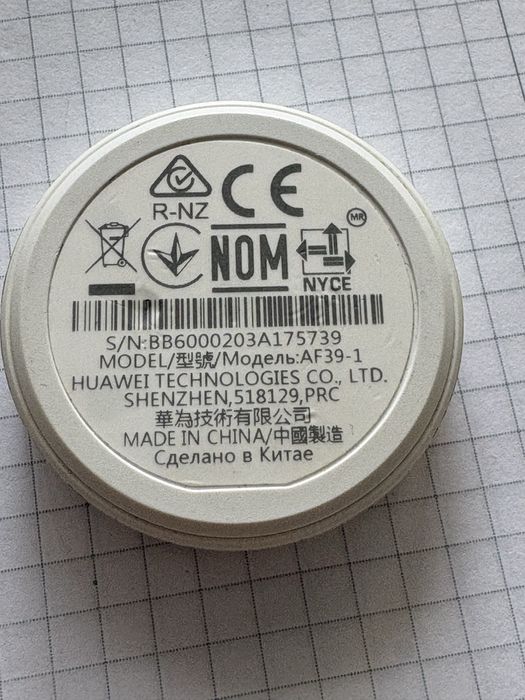 R-NZ
CE
NOM
MR
NYCE
S/N:BB6000203A175739
MODEL/型號/Модель:AF39-1
HUAWEI TECHNOLOGIES CO., LTD.
SHENZHEN,518129,PRC
華為技術有限公司
MADE IN CHINA/中國製造
Сделано в Китае